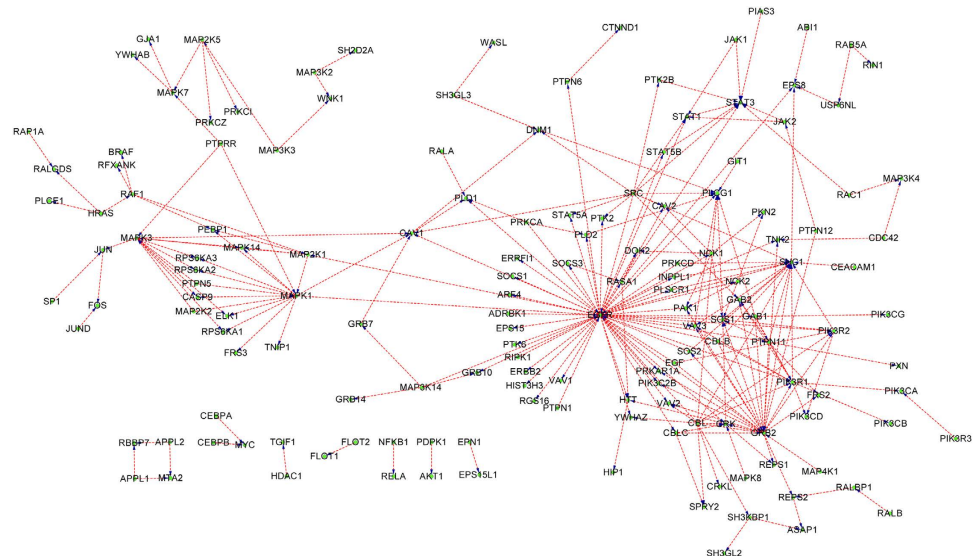 PIAS3
GJA1
MAP2K5
CTNND1
ABI1
YWHAB
SH2D2A
WASL
JAK1
RAB5A
MAP3K2
RIN1
MAPK7
PTPN6
PTK2B
EPS8
WNK1
SH3GL3
STAT3
USP6NL
PRKCI
PRKCZ
STAT1
JAK2
RAP1A
DNM1
PTPRR
BRAF
MAP3K3
RALA
STAT5B
GIT1
RFXANK
RALGDS
MAP3K4
RAF1
SRC
PLCG1
RAC1
PLCE1
PLD1
HRAS
CAV2
PEBP1
PRKCA
STAT5A
PTK2
PKN2
MARK3
CAV1
PLD2
PTPN12
TNK2
CDC42
JUN
MAPK14
MAP3K1
DOK2
NCK1
RPS6KA3
ERRFI1
SOCS3
PRKCD
CEACAM1
RPS6KA2
SOCS1
INPPL1
PTPN5
RASA1
NCK2
ARF4
PLSCR1
CASP9
MAPK1
GAB2
SP1
FOS
MAP2K2
ELK1
ADRBK1
PAK1
SOS1
GAB1
PIK3CG
JUND
RPS6KA1
GRB7
EPS15
VAV3
PIK3R2
TNIP1
PTK6
CBLB
PTPN11
FRS3
RIPK1
SOS2
EGF
PXN
GRB10
ERBB2
PRKAR1A
MAP3K14
HIST3H3
VAV1
PIK3C2B
PIK3R1
PIK3CA
GRB14
RGS16
HTT
VAV2
FRS2
PTPN1
PIK3CD
CEBPA
YWHAZ
CBL
CRK
PIK3CB
CBLC
GRB2
PIK3R3
RBBP7
APPL2
CEBPB
MYC
TGIF1
FLOT2
NFKB1
PDPK1
EPN1
FLOT1
REPS1
HIP1
MAPK8
MAP4K1
APPL1
MTA2
HDAC1
RELA
AKT1
EPS15L1
CRKL
RALBP1
REPS2
SPRY2
RALB
SH3KBP1
ASAP1
SH3GL2